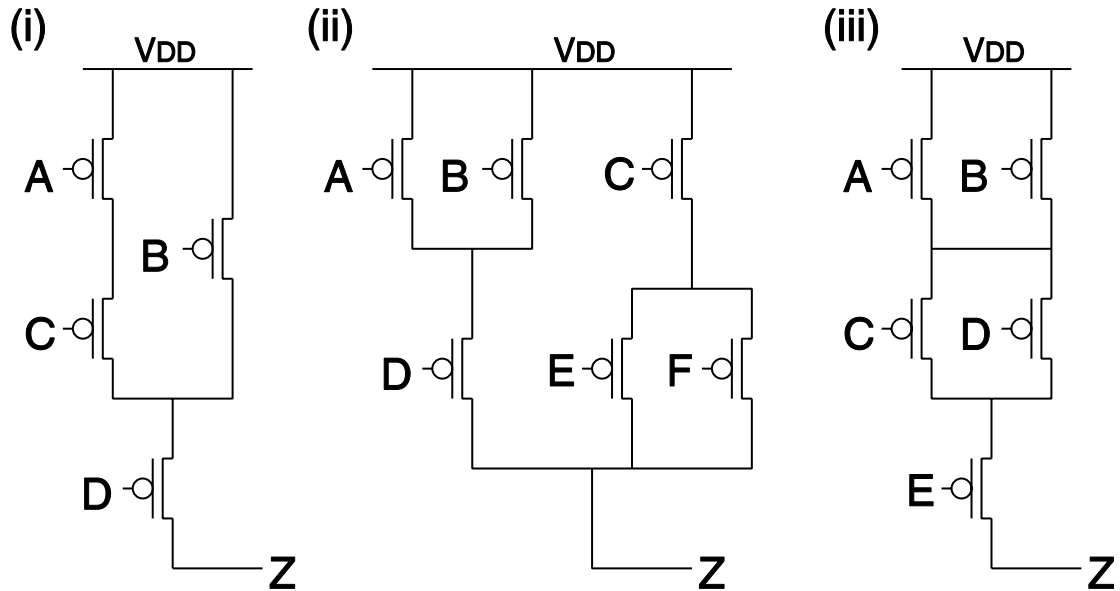 (i) (ii) (iii)
VDD VDD VDD
A A B C A B
B
C C D
D E F
D E
Z Z Z